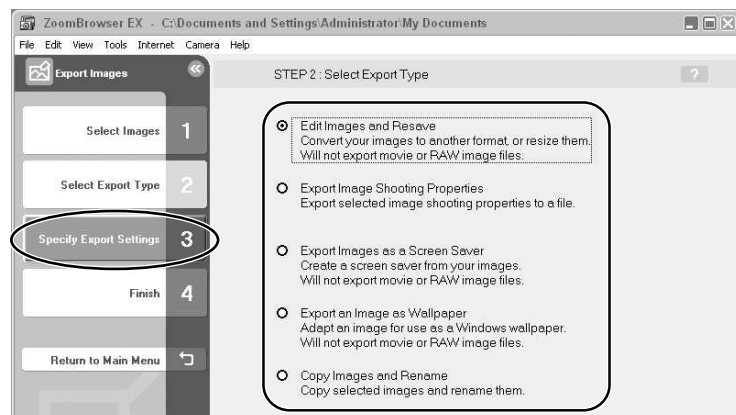 ZoomBrowser EX - C:\Documents and Settings\Administrator\My Documents
File Edit View Tools Internet Camera Help
Export Images
STEP 2 : Select Export Type
?
Select Images 1
Select Export Type 2
Specify Export Settings 3
Finish 4
Return to Main Menu
Edit Images and Resave
Convert your images to another format, or resize them.
Will not export movie or RAW image files.
Export Image Shooting Properties
Export selected image shooting properties to a file.
Export Images as a Screen Saver
Create a screen saver from your images.
Will not export movie or RAW image files.
Export an Image as Wallpaper
Adapt an image for use as a Windows wallpaper.
Will not export movie or RAW image files.
Copy Images and Rename
Copy selected images and rename them.